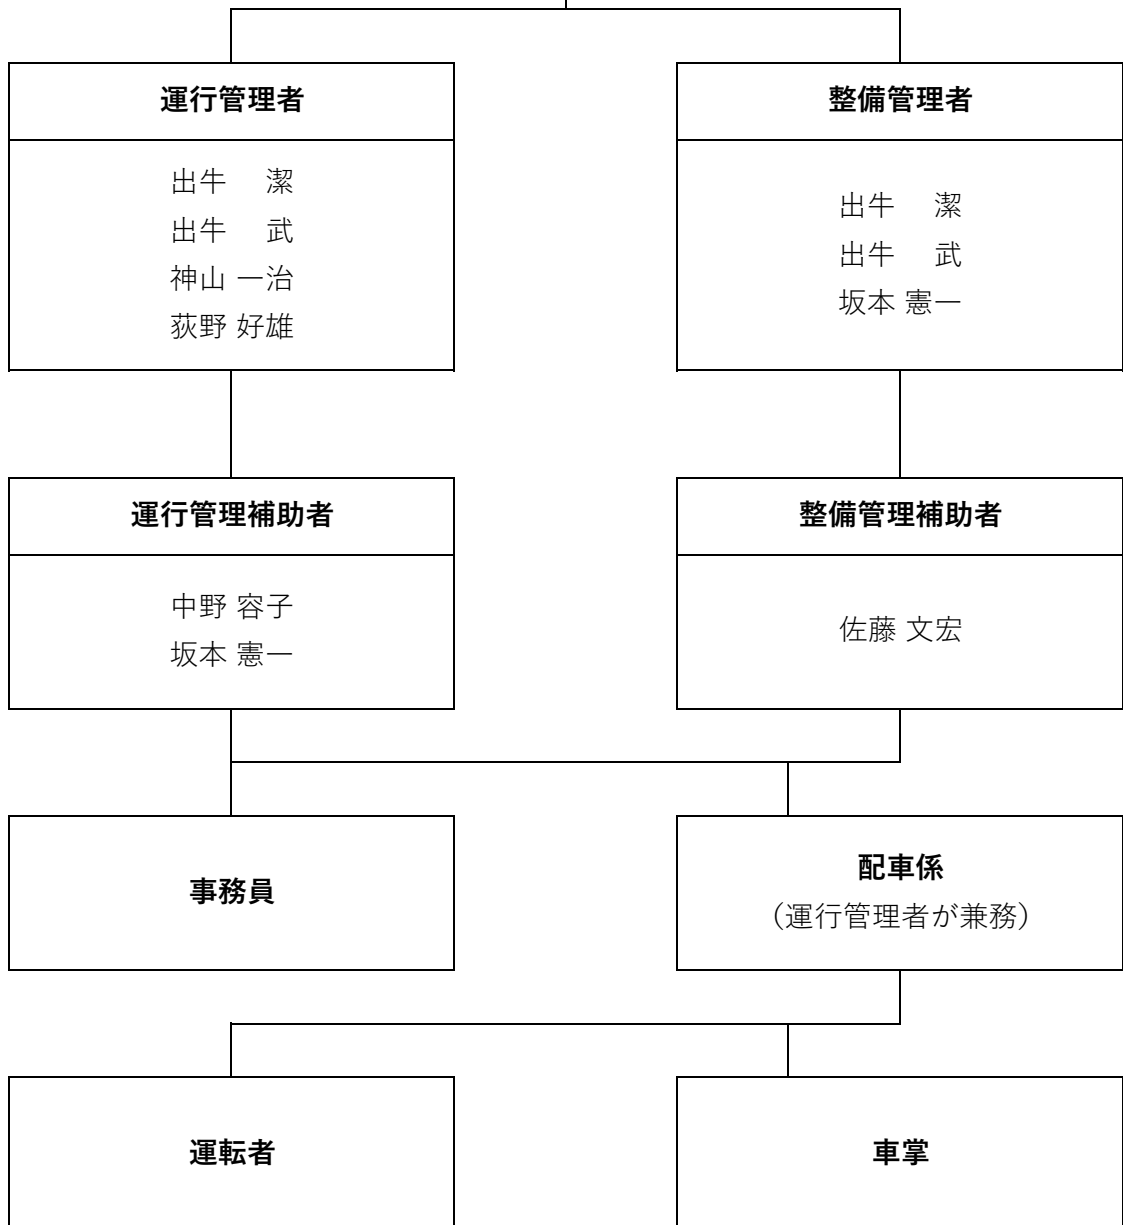 運行管理者
出牛　潔
出牛　武
神山 一治
荻野 好雄
整備管理者
出牛　潔
出牛　武
坂本 憲一
運行管理補助者
中野 容子
坂本 憲一
整備管理補助者
佐藤 文宏
事務員
配車係
（運行管理者が兼務）
運転者
車掌